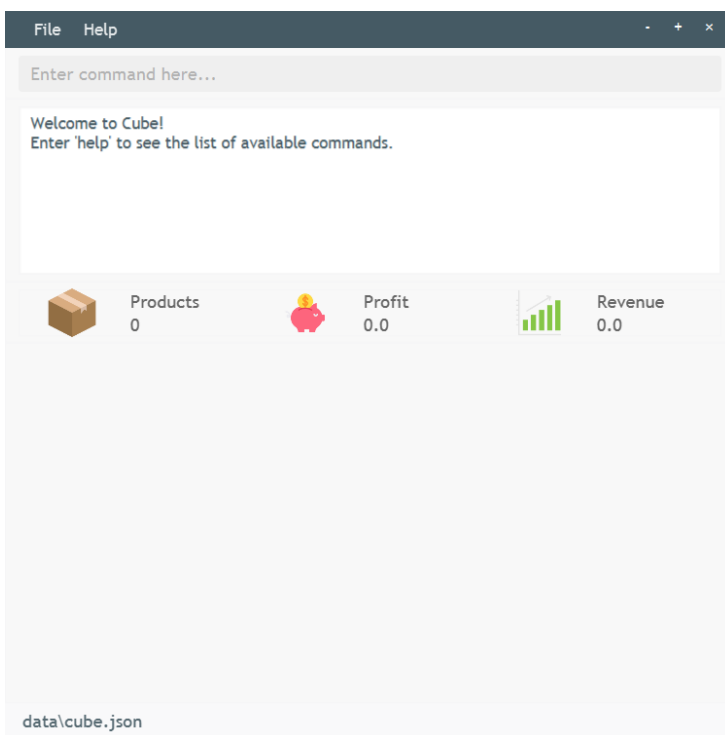 File Help - + ×
Enter command here...
Welcome to Cube!
Enter 'help' to see the list of available commands.
Products Profit Revenue
0 0.0 0.0
data\cube.json